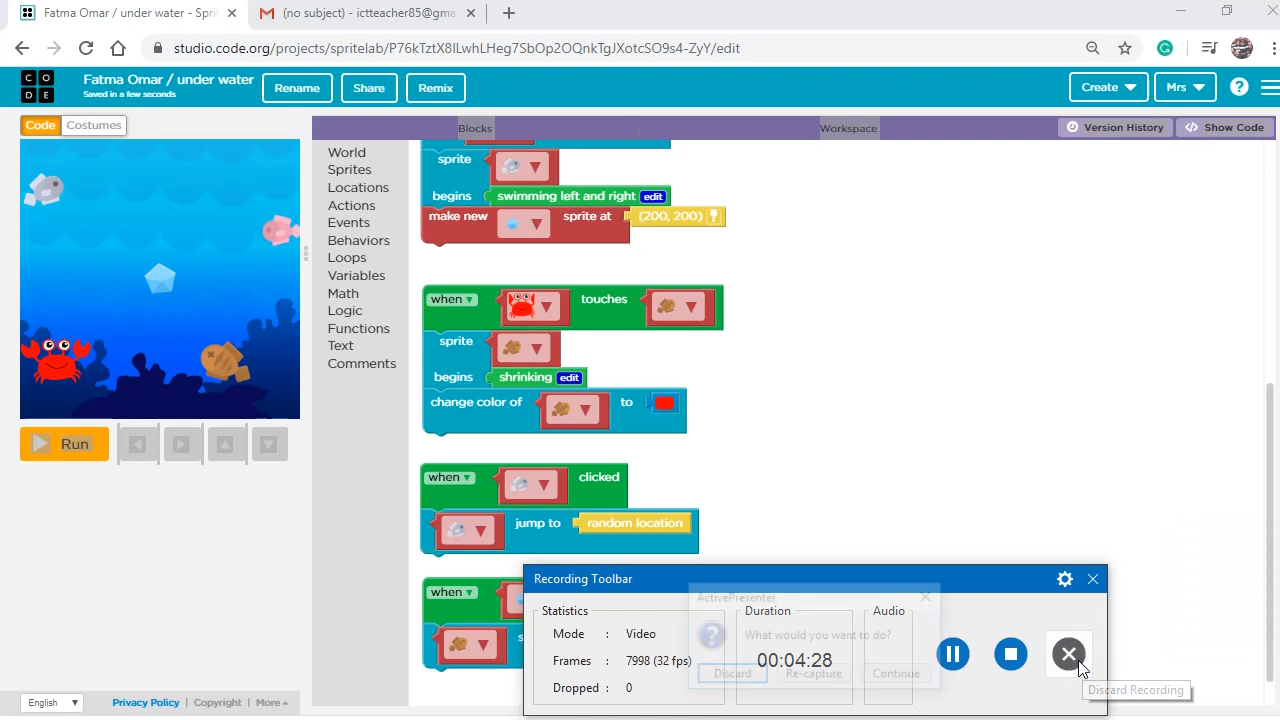 Fatma Omar / under water - Sprit
(no subject) - ictteacher85@gma
studio.code.org/projects/spritelab/P76kTztX8ILwhLHeg7SbBp2OQnkTgJXotcSO9s4-ZyY/edit
C O
D E
Fatma Omar / under water
Saved in a few seconds
Rename
Share
Remix
Create
Mrs
?
Code
Costumes
Blocks
Workspace
Version History
Show Code
World
Sprites
Locations
Actions
Events
Behaviors
Loops
Variables
Math
Logic
Functions
Text
Comments
sprite
begins swimming left and right edit
make new sprite at (200, 200)
when touches
sprite
begins shrinking edit
change color of to
when clicked
jump to random location
when
s
Run
Recording Toolbar
Statistics
Mode : Video
Frames : 7998 (32 fps)
Dropped : 0
Duration
00:04:28
Audio
ActivePresenter
What would you want to do?
Discard
Re-capture
Continue
Discard Recording
English
Privacy Policy | Copyright | More